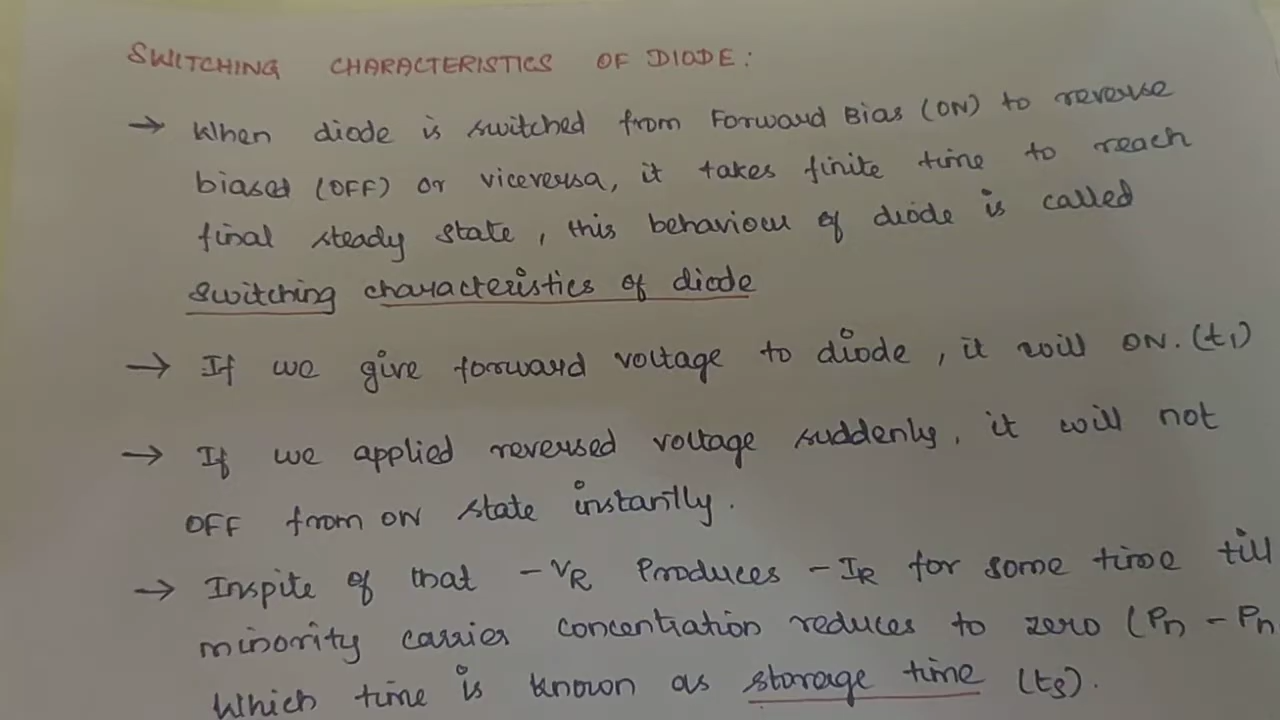 SWITCHING CHARACTERISTICS OF DIODE:
→ When diode is switched from Forward Bias (ON) to reverse
biased (OFF) or viceversa, it takes finite time to reach
final steady state, this behaviour of diode is called
switching characteristics of diode
→ If we give forward voltage to diode, it will ON. (t1)
→ If we applied reversed voltage suddenly, it will not
OFF from ON state instantly.
→ Inspite of that -VR Produces -IR for some time till
minority carrier concentration reduces to zero (Pn - Pn
which time is known as storage time (ts).